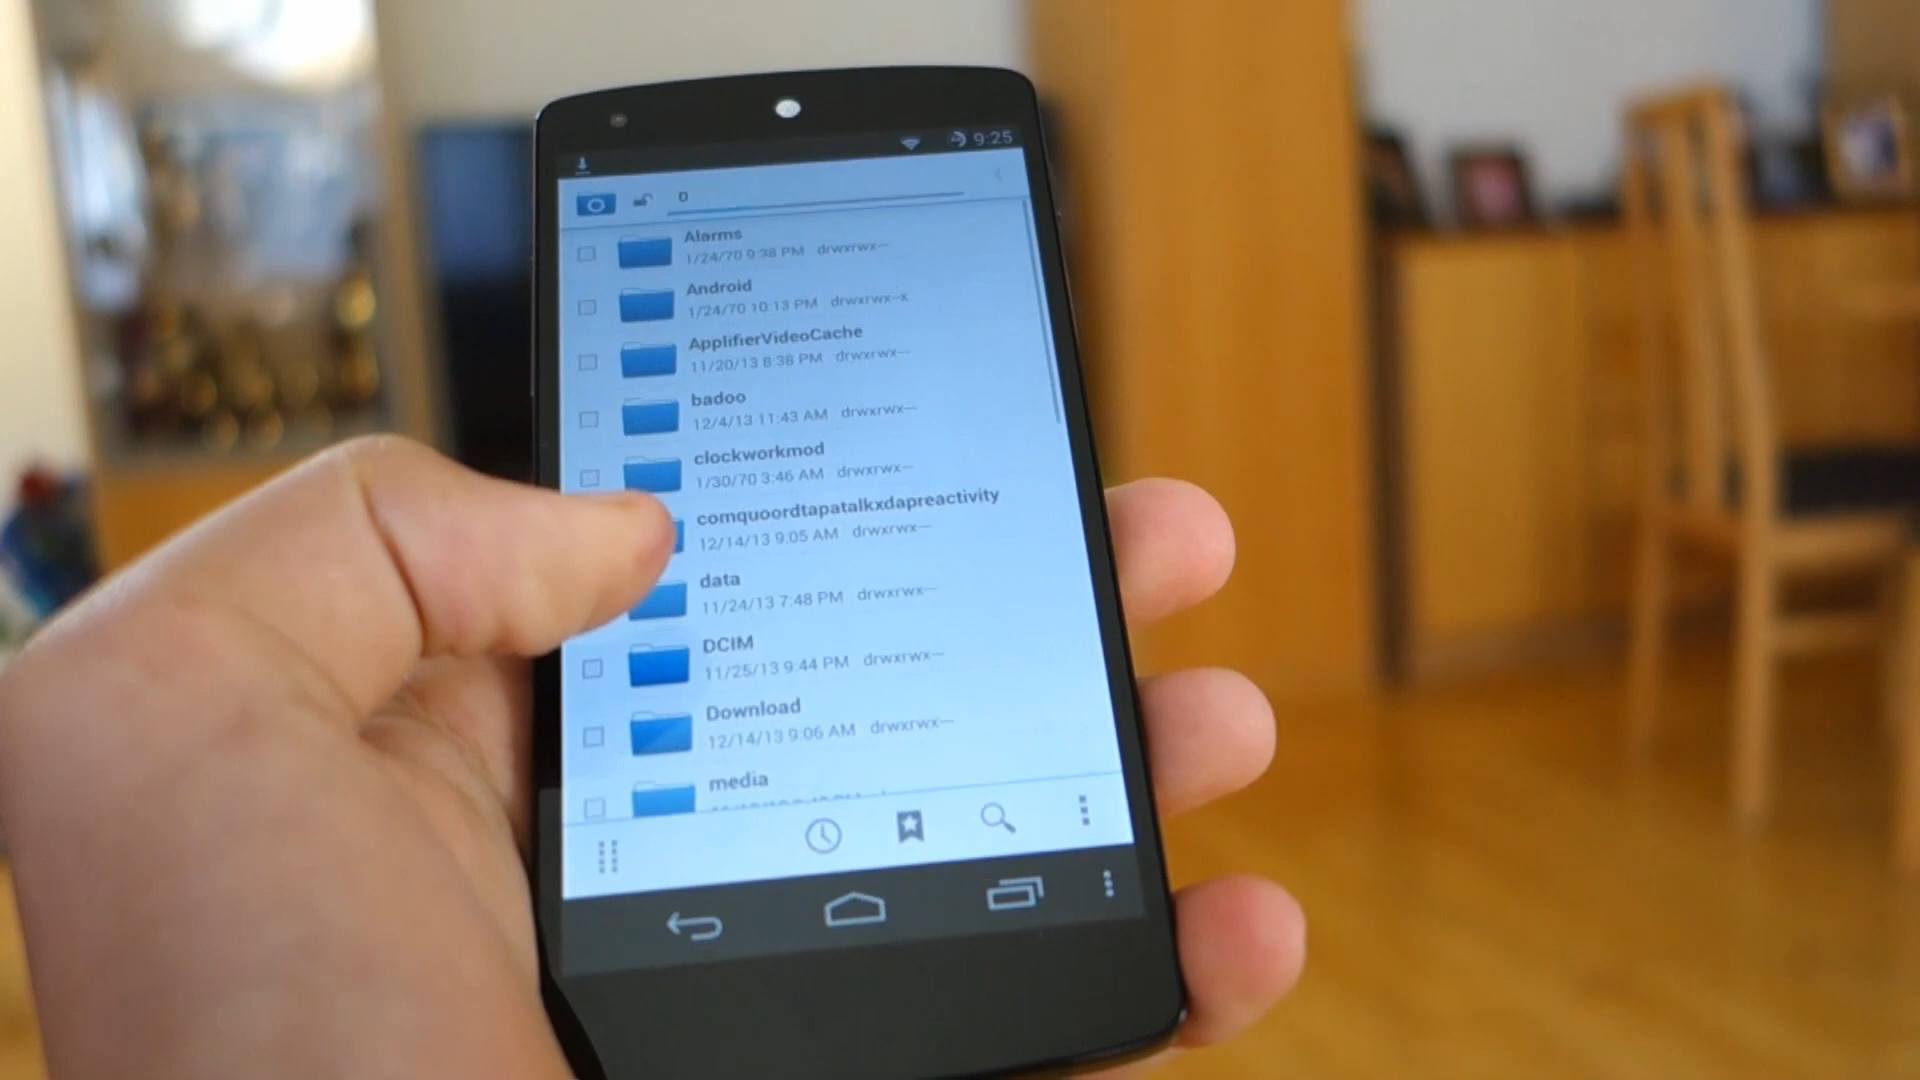 9:25
0
Alarms
1/24/70 9:38 PM drwxrwx---
Android
1/24/70 10:13 PM drwxrwx--x
ApplifierVideoCache
11/20/13 8:38 PM drwxrwx---
badoo
12/4/13 11:43 AM drwxrwx---
clockworkmod
1/30/70 3:46 AM drwxrwx---
comquoordtapatalkxdapreactivity
12/14/13 9:05 AM drwxrwx---
data
11/24/13 7:48 PM drwxrwx---
DCIM
11/25/13 9:44 PM drwxrwx---
Download
12/14/13 9:06 AM drwxrwx---
media